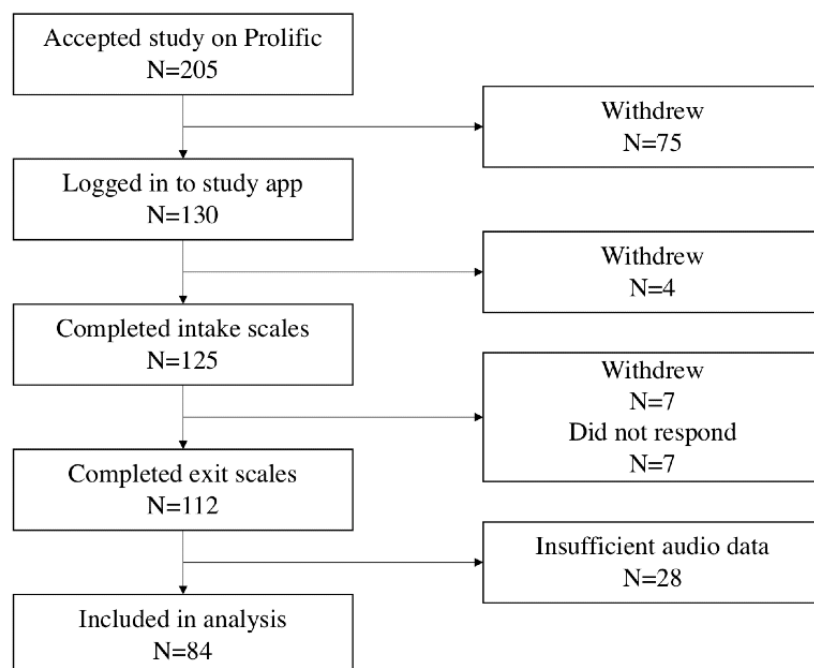 Accepted study on Prolific
N=205
Withdrew
N=75
Logged in to study app
N=130
Withdrew
N=4
Completed intake scales
N=125
Withdrew
N=7
Did not respond
N=7
Completed exit scales
N=112
Insufficient audio data
N=28
Included in analysis
N=84